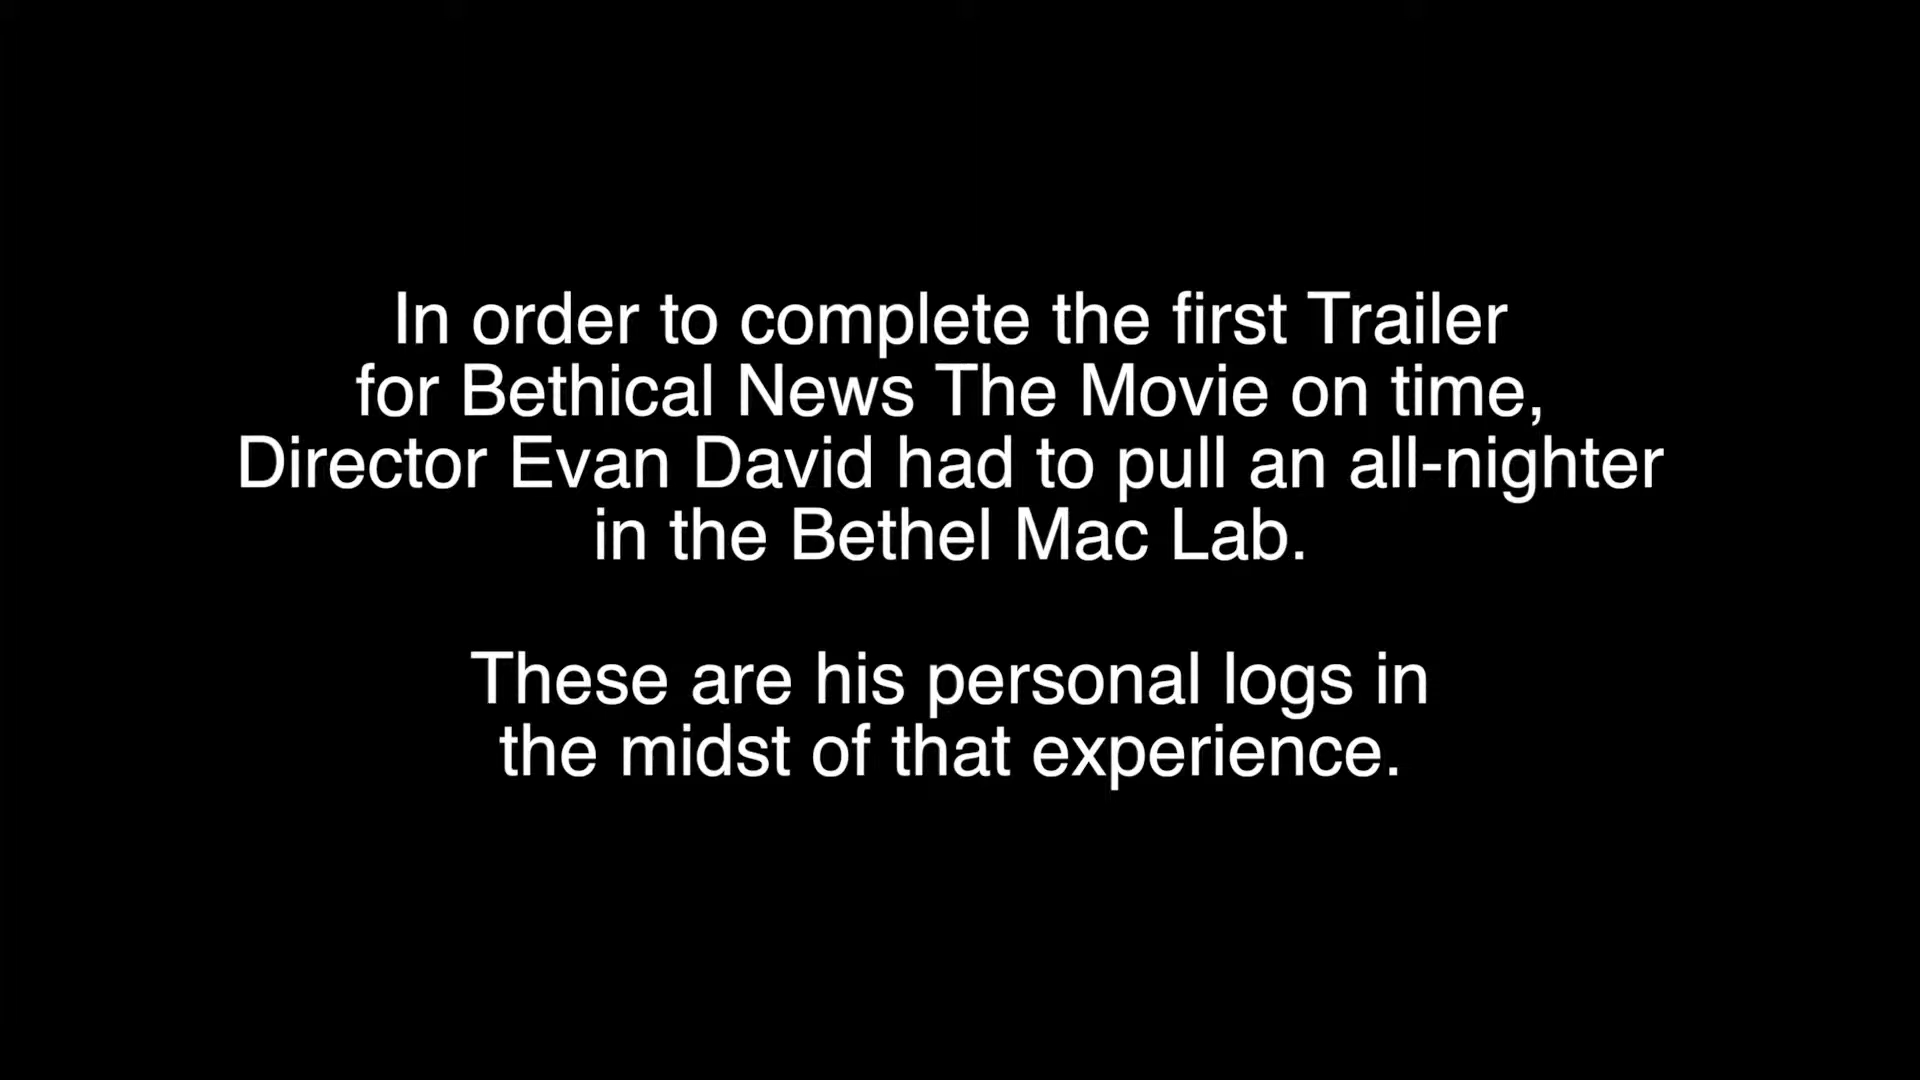 In order to complete the first Trailer
for Bethical News The Movie on time,
Director Evan David had to pull an all-nighter
in the Bethel Mac Lab.
These are his personal logs in
the midst of that experience.